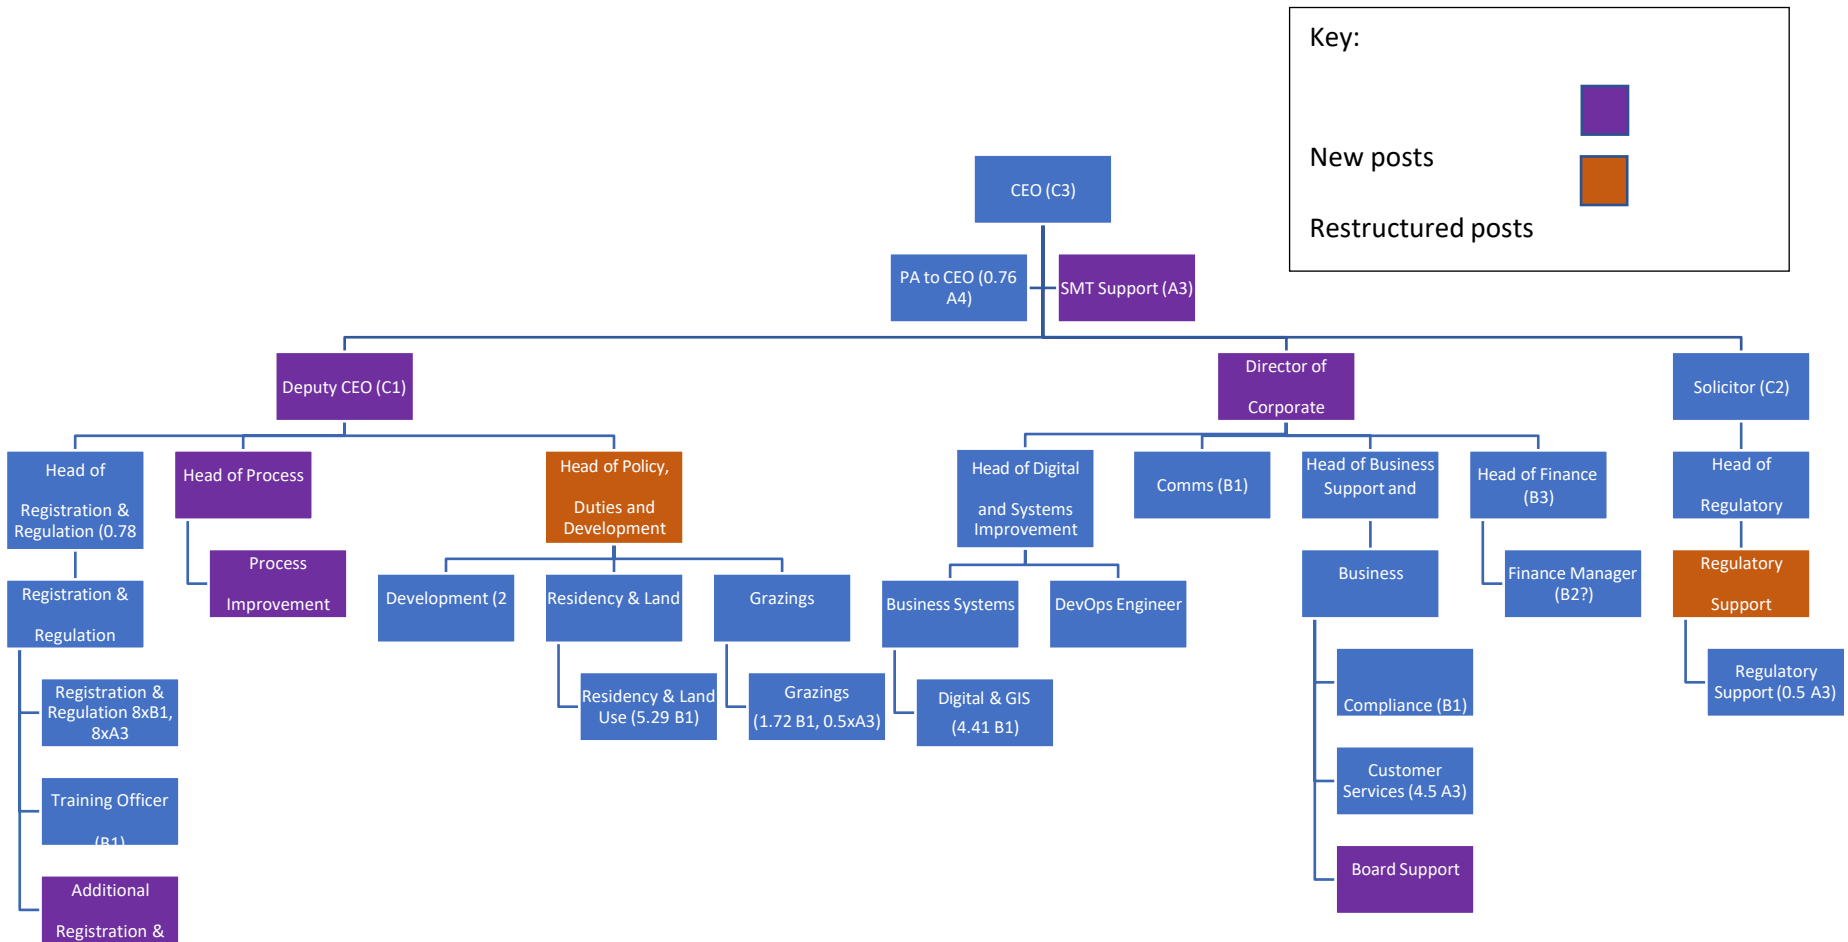 Key:
New posts
Restructured posts
CEO (C3)
PA to CEO (0.76
A4)
SMT Support (A3)
Deputy CEO (C1)
Director of
Corporate
Solicitor (C2)
Head of
Registration &
Regulation (0.78
Head of Process
Head of Policy,
Duties and
Development
Head of Digital
and Systems
Improvement
Comms (B1)
Head of Business
Support and
Head of Finance
(B3)
Head of
Regulatory
Registration &
Regulation
Process
Improvement
Development (2
Residency & Land
Grazings
Business Systems
DevOps Engineer
Business
Finance Manager
(B2?)
Regulatory
Support
Registration &
Regulation 8xB1,
8xA3
Residency & Land
Use (5.29 B1)
Grazings
(1.72 B1, 0.5xA3)
Digital & GIS
(4.41 B1)
Compliance (B1)
Regulatory
Support (0.5 A3)
Training Officer
(B1)
Customer
Services (4.5 A3)
Additional
Registration &
Board Support